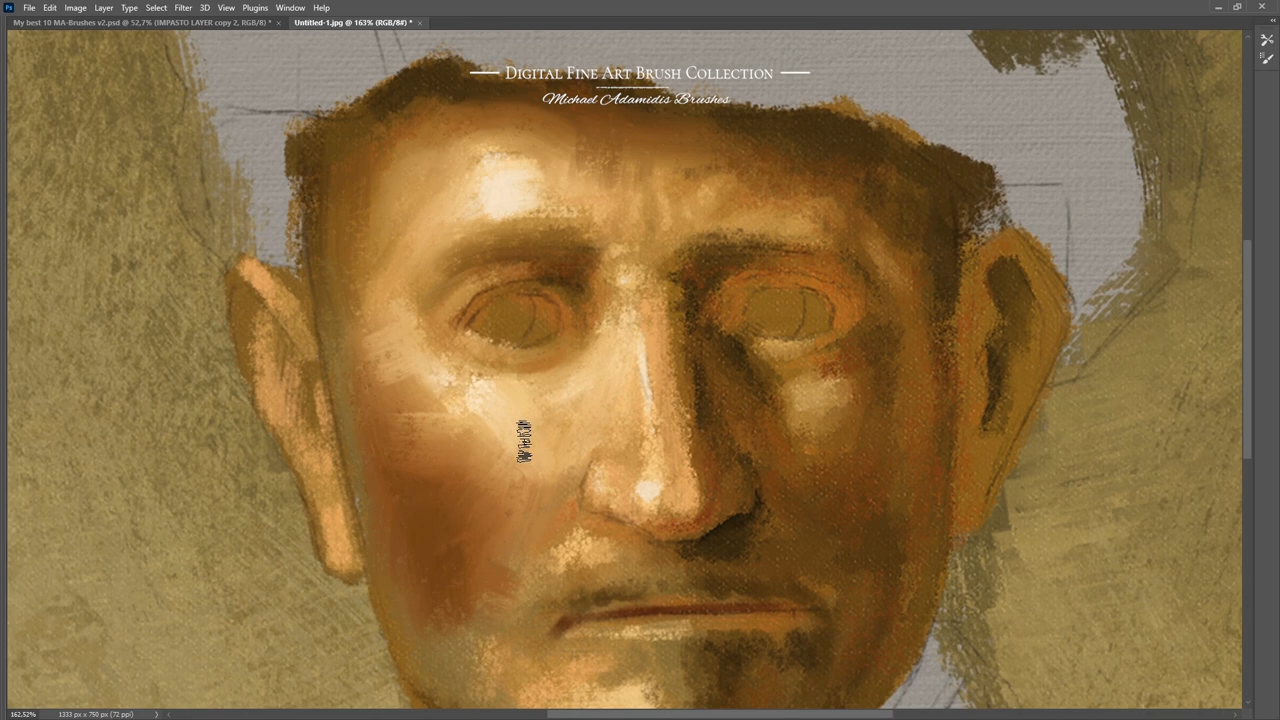 Ps File Edit Image Layer Type Select Filter 3D View Plugins Window Help
My best 10 MA-Brushes v2.psd @ 52,7% (IMPASTO LAYER copy 2, RGB/8) * × Untitled-1.jpg @ 163% (RGB/8#) * ×
Digital Fine Art Brush Collection
Michael Adamidis Brushes
162,52% 1333 px x 750 px (72 ppi)